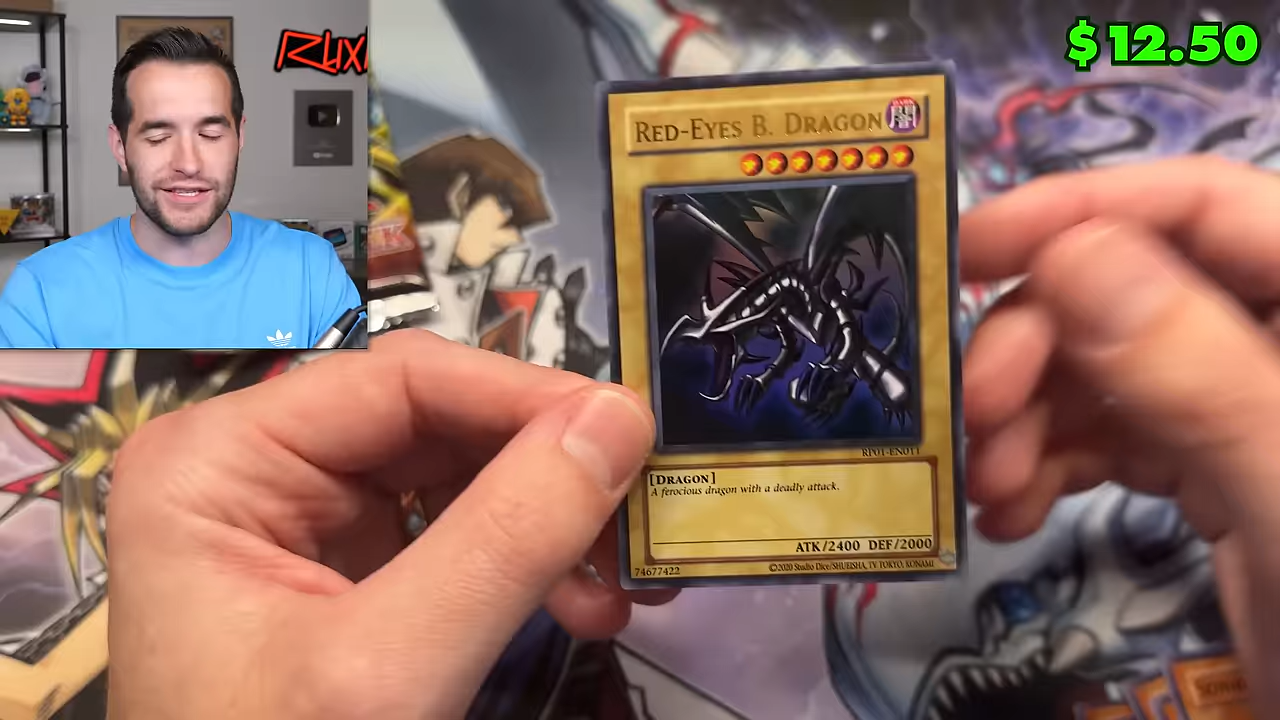 $12.50
RED-EYES B. DRAGON
DARK
RP01-EN011
[DRAGON]
A ferocious dragon with a deadly attack.
ATK/2400 DEF/2000
74677422
©2020 Studio Dice/SHUEISHA, TV TOKYO, KONAMI